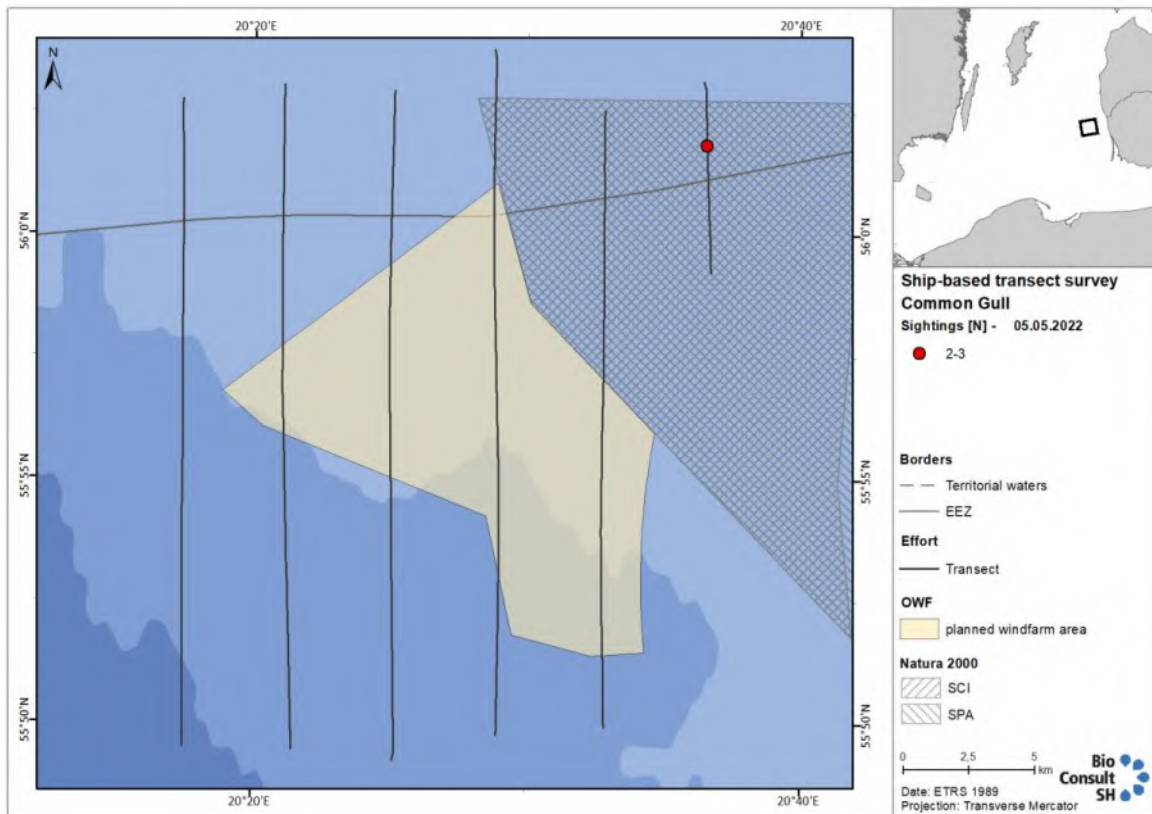 20°20'E
20°40'E
N
56°0'N
56°0'N
55°55'N
55°55'N
55°50'N
55°50'N
20°20'E
20°40'E
Ship-based transect survey
Common Gull
Sightings [N] - 05.05.2022
2-3
Borders
Territorial waters
EEZ
Effort
Transect
OWF
planned windfarm area
Natura 2000
SCI
SPA
0 2,5 5
km
Date: ETRS 1989
Projection: Transverse Mercator
Bio
Consult
SH